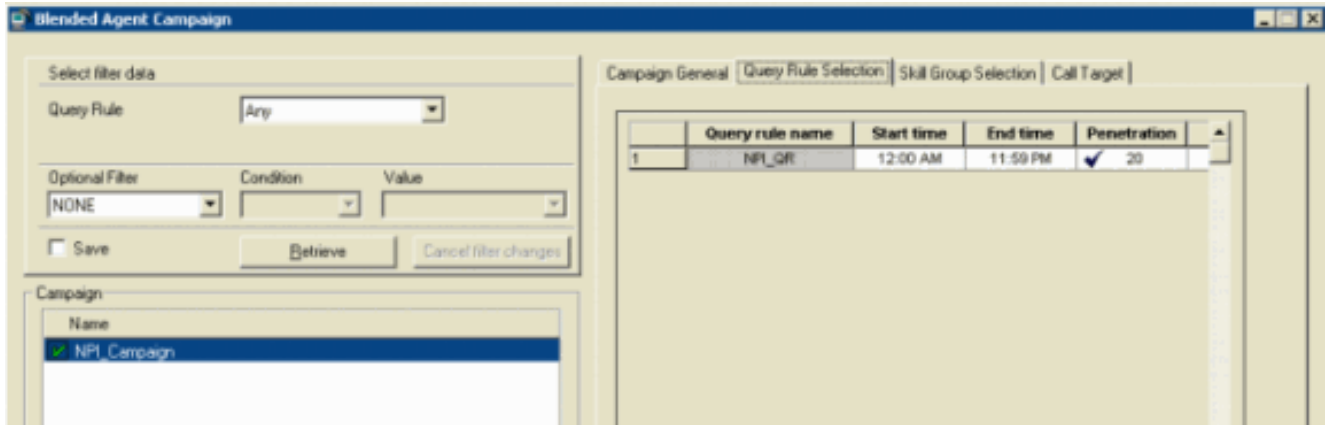 Blended Agent Campaign
Select filter data
Query Rule
Any
Optional Filter
Condition
Value
NONE
Save
Retrieve
Cancel filter changes
Campaign
Name
NPI_Campaign
Campaign General
Query Rule Selection
Skill Group Selection
Call Target
Query rule name
Start time
End time
Penetration
1
NPI_QR
12:00 AM
11:59 PM
20